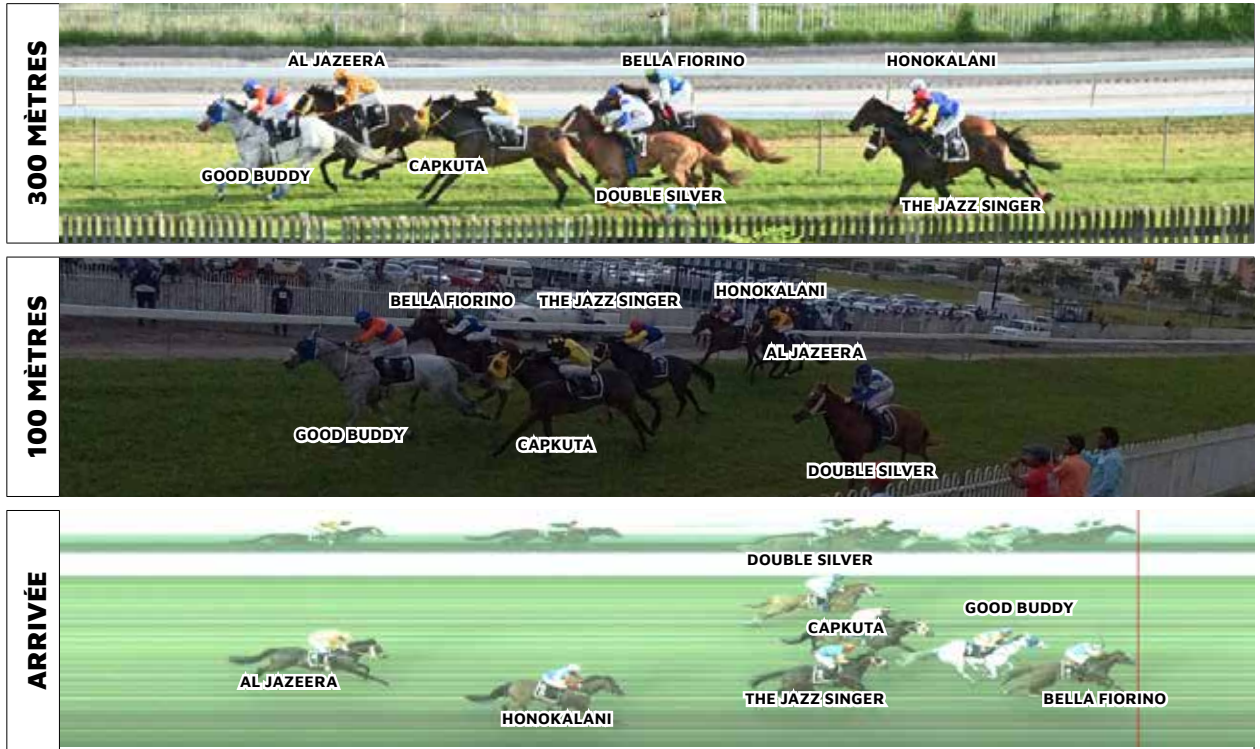 300 MÈTRES
AL JAZEERA
BELLA FIORINO
HONOKALANI
GOOD BUDDY
CAPKUTA
DOUBLE SILVER
THE JAZZ SINGER
100 MÈTRES
BELLA FIORINO
THE JAZZ SINGER
HONOKALANI
AL JAZEERA
GOOD BUDDY
CAPKUTA
DOUBLE SILVER
ARRIVÉE
DOUBLE SILVER
GOOD BUDDY
CAPKUTA
AL JAZEERA
THE JAZZ SINGER
BELLA FIORINO
HONOKALANI